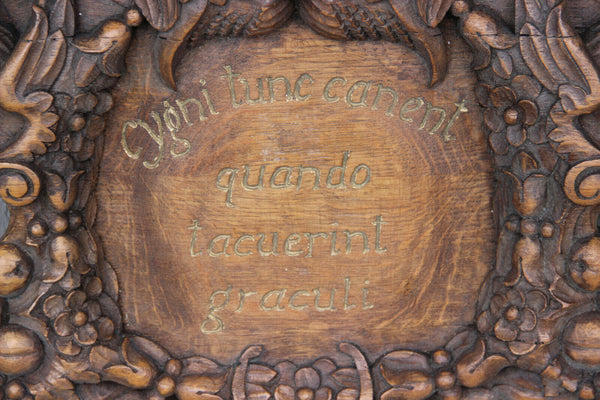 Cygni tunc canent
quando
tacuerint
graculi